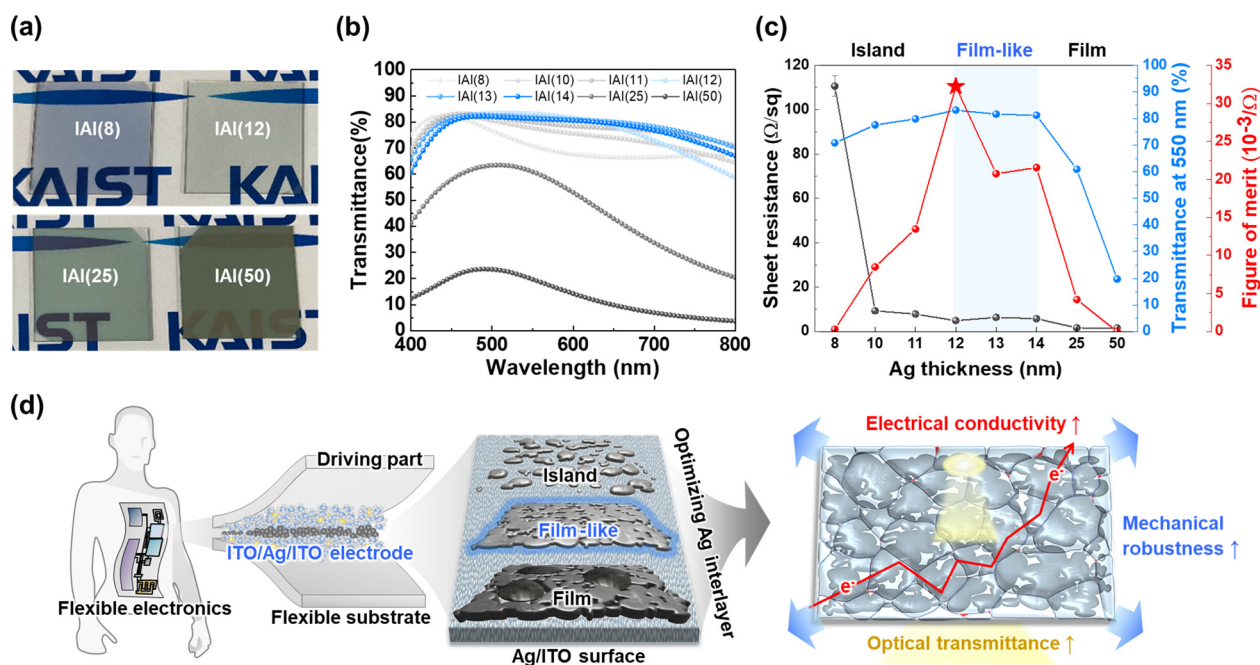 (a)
KAIST
IAI(8)
IAI(12)
KAIST
KAIST
IAI(25)
IAI(50)
KAIST
KAIST
(b)
Transmittance(%)
100
90
80
70
60
50
40
30
20
10
0
IAI(8)
IAI(10)
IAI(11)
IAI(12)
IAI(13)
IAI(14)
IAI(25)
IAI(50)
400
500
600
700
800
Wavelength (nm)
(c)
Island
Film-like
Film
Sheet resistance (Ω/sq)
120
100
80
60
40
20
0
8
10
11
12
13
14
25
50
Ag thickness (nm)
100
90
80
70
60
50
40
30
20
10
0
Transmittance at 550 nm (%)
35
30
25
20
15
10
5
0
Figure of merit (10⁻³/Ω)
(d)
Flexible electronics
Driving part
ITO/Ag/ITO electrode
Flexible substrate
Island
Film-like
Film
Ag/ITO surface
Optimizing Ag interlayer
Electrical conductivity ↑
e⁻
e⁻
Mechanical
robustness ↑
Optical transmittance ↑